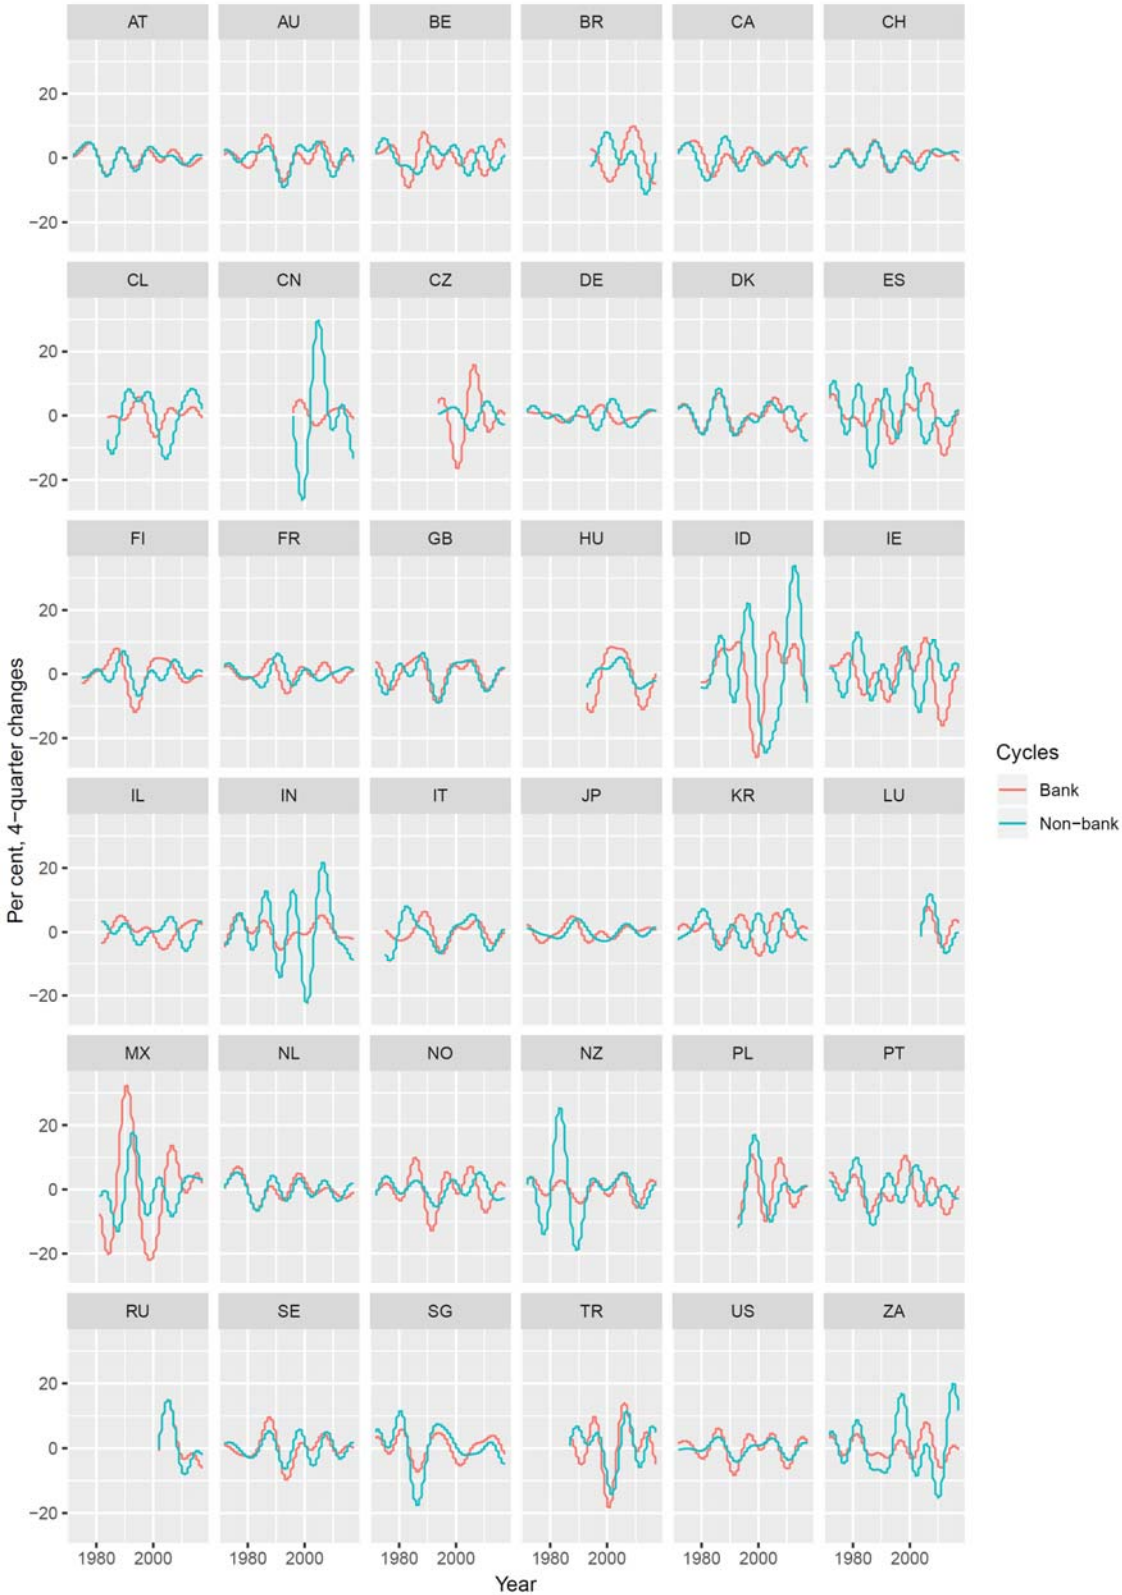 AT AU BE BR CA CH
20
0
−20
CL CN CZ DE DK ES
20
0
−20
FI FR GB HU ID IE
20
0
−20
IL IN IT JP KR LU
20
0
−20
MX NL NO NZ PL PT
20
0
−20
RU SE SG TR US ZA
20
0
−20
1980 2000 1980 2000 1980 2000 1980 2000 1980 2000 1980 2000
Year
Per cent, 4−quarter changes
Cycles
Bank
Non−bank